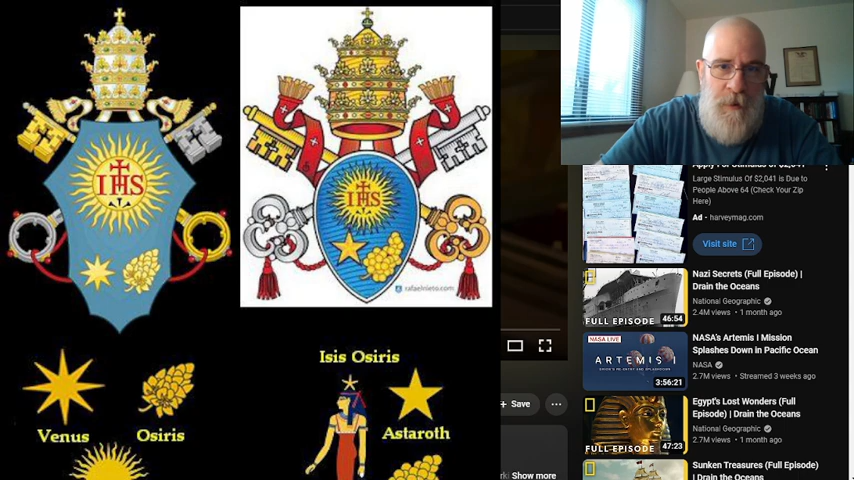 IHS
IHS
rafaelnieto.com
Isis Osiris
Venus
Osiris
Astaroth
Save
Show more
Large Stimulus Of $2,041 is Due to
People Above 64 (Check Your Zip
Here)
Ad · harveymag.com
Visit site
Nazi Secrets (Full Episode) |
Drain the Oceans
National Geographic
2.4M views · 1 month ago
FULL EPISODE
46:54
NASA's Artemis I Mission
Splashes Down in Pacific Ocean
NASA
2.7M views · Streamed 3 weeks ago
NASA LIVE
ARTEMIS I
3:56:21
Egypt's Lost Wonders (Full
Episode) | Drain the Oceans
National Geographic
2.7M views · 1 month ago
FULL EPISODE
47:23
Sunken Treasures (Full Episode)
| Drain the Oceans